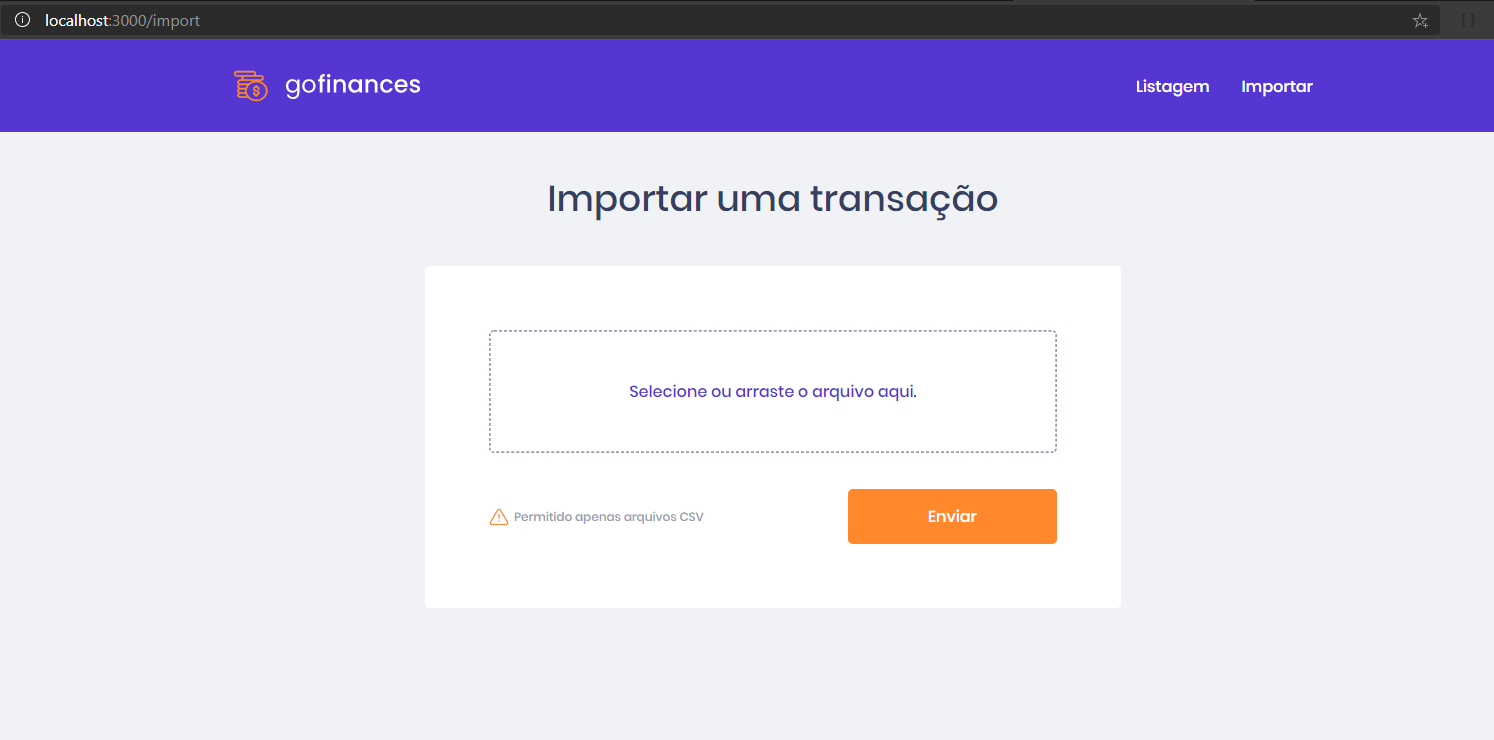 localhost:3000/import
gofinances
Listagem Importar
Importar uma transação
Selecione ou arraste o arquivo aqui.
Permitido apenas arquivos CSV
Enviar